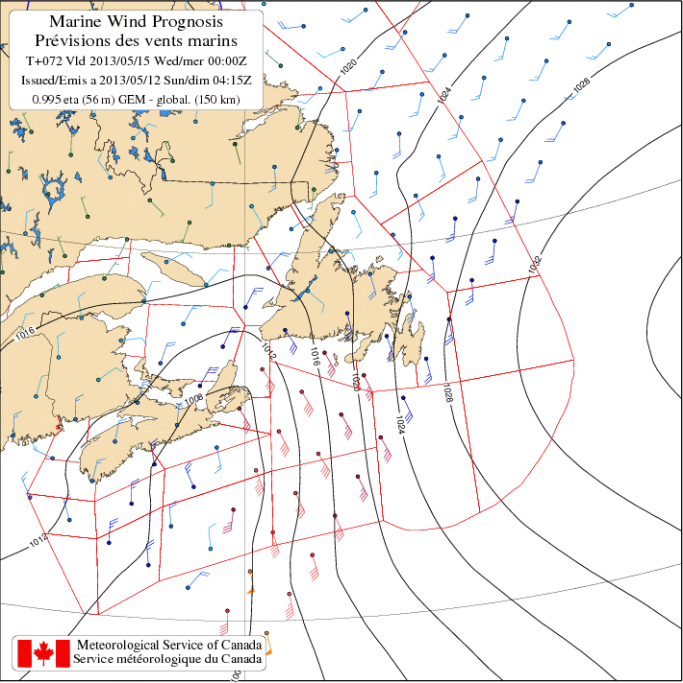 Marine Wind Prognosis
Prévisions des vents marins
T+072 Vld 2013/05/15 Wed/mer 00:00Z
Issued/Emis a 2013/05/12 Sun/dim 04:15Z
0.995 eta (56 m) GEM - global. (150 km)
1020
1024
1028
1032
1016
1012
1016
1020
1008
1028
1024
1012
Meteorological Service of Canada
Service météorologique du Canada